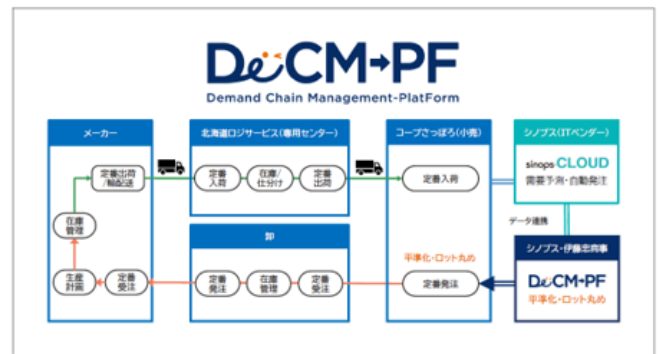 DeCM→PF
Demand Chain Management-PlatForm
メーカー
北海道ロジサービス(専用センター)
コープさっぽろ(小売)
シノプス(ITベンダー)
定番出荷
/輸配送
定番
入荷
在庫/
仕分け
定番
出荷
定番入荷
sinops CLOUD
需要予測・自動発注
在庫
管理
卸
データ連携
シノプス・伊藤忠商事
平準化・ロット丸め
DeCM→PF
平準化・ロット丸め
生産
計画
定番
受注
定番
発注
在庫
管理
定番
受注
定番発注